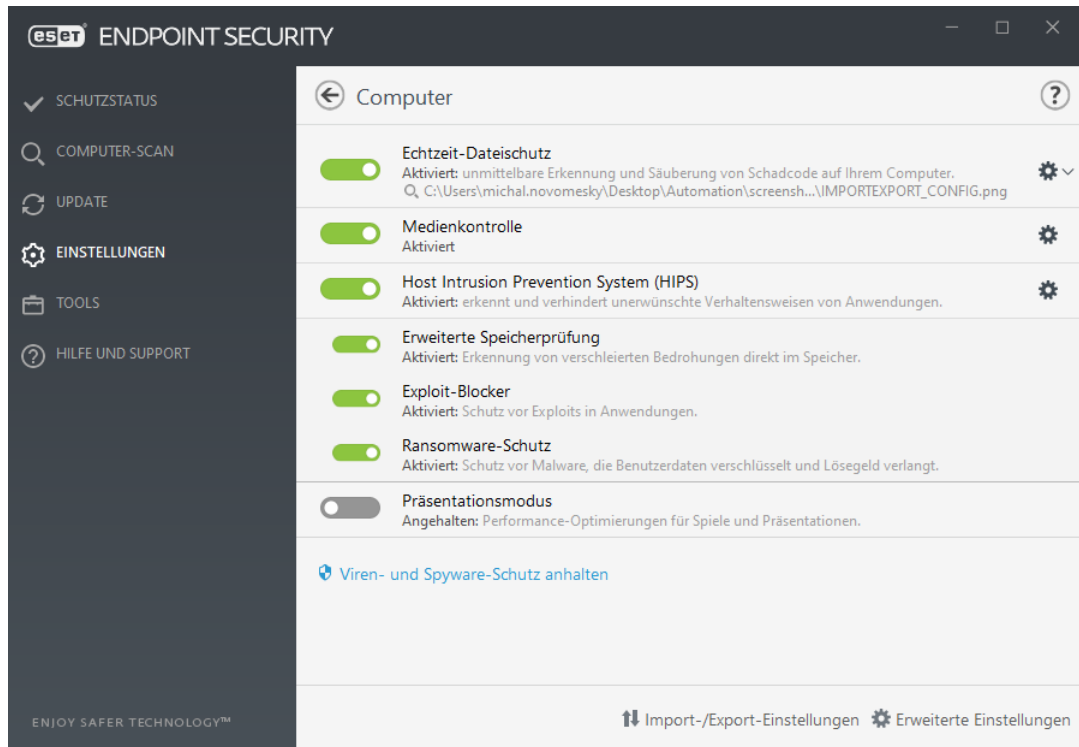 eset ENDPOINT SECURITY
SCHUTZSTATUS
COMPUTER-SCAN
UPDATE
EINSTELLUNGEN
TOOLS
HILFE UND SUPPORT
ENJOY SAFER TECHNOLOGY™
Computer
?
Echtzeit-Dateischutz
Aktiviert: unmittelbare Erkennung und Säuberung von Schadcode auf Ihrem Computer.
C:\Users\michal.novomesky\Desktop\Automation\screensh...\IMPORTEXPORT_CONFIG.png
Medienkontrolle
Aktiviert
Host Intrusion Prevention System (HIPS)
Aktiviert: erkennt und verhindert unerwünschte Verhaltensweisen von Anwendungen.
Erweiterte Speicherprüfung
Aktiviert: Erkennung von verschleierten Bedrohungen direkt im Speicher.
Exploit-Blocker
Aktiviert: Schutz vor Exploits in Anwendungen.
Ransomware-Schutz
Aktiviert: Schutz vor Malware, die Benutzerdaten verschlüsselt und Lösegeld verlangt.
Präsentationsmodus
Angehalten: Performance-Optimierungen für Spiele und Präsentationen.
Viren- und Spyware-Schutz anhalten
Import-/Export-Einstellungen Erweiterte Einstellungen